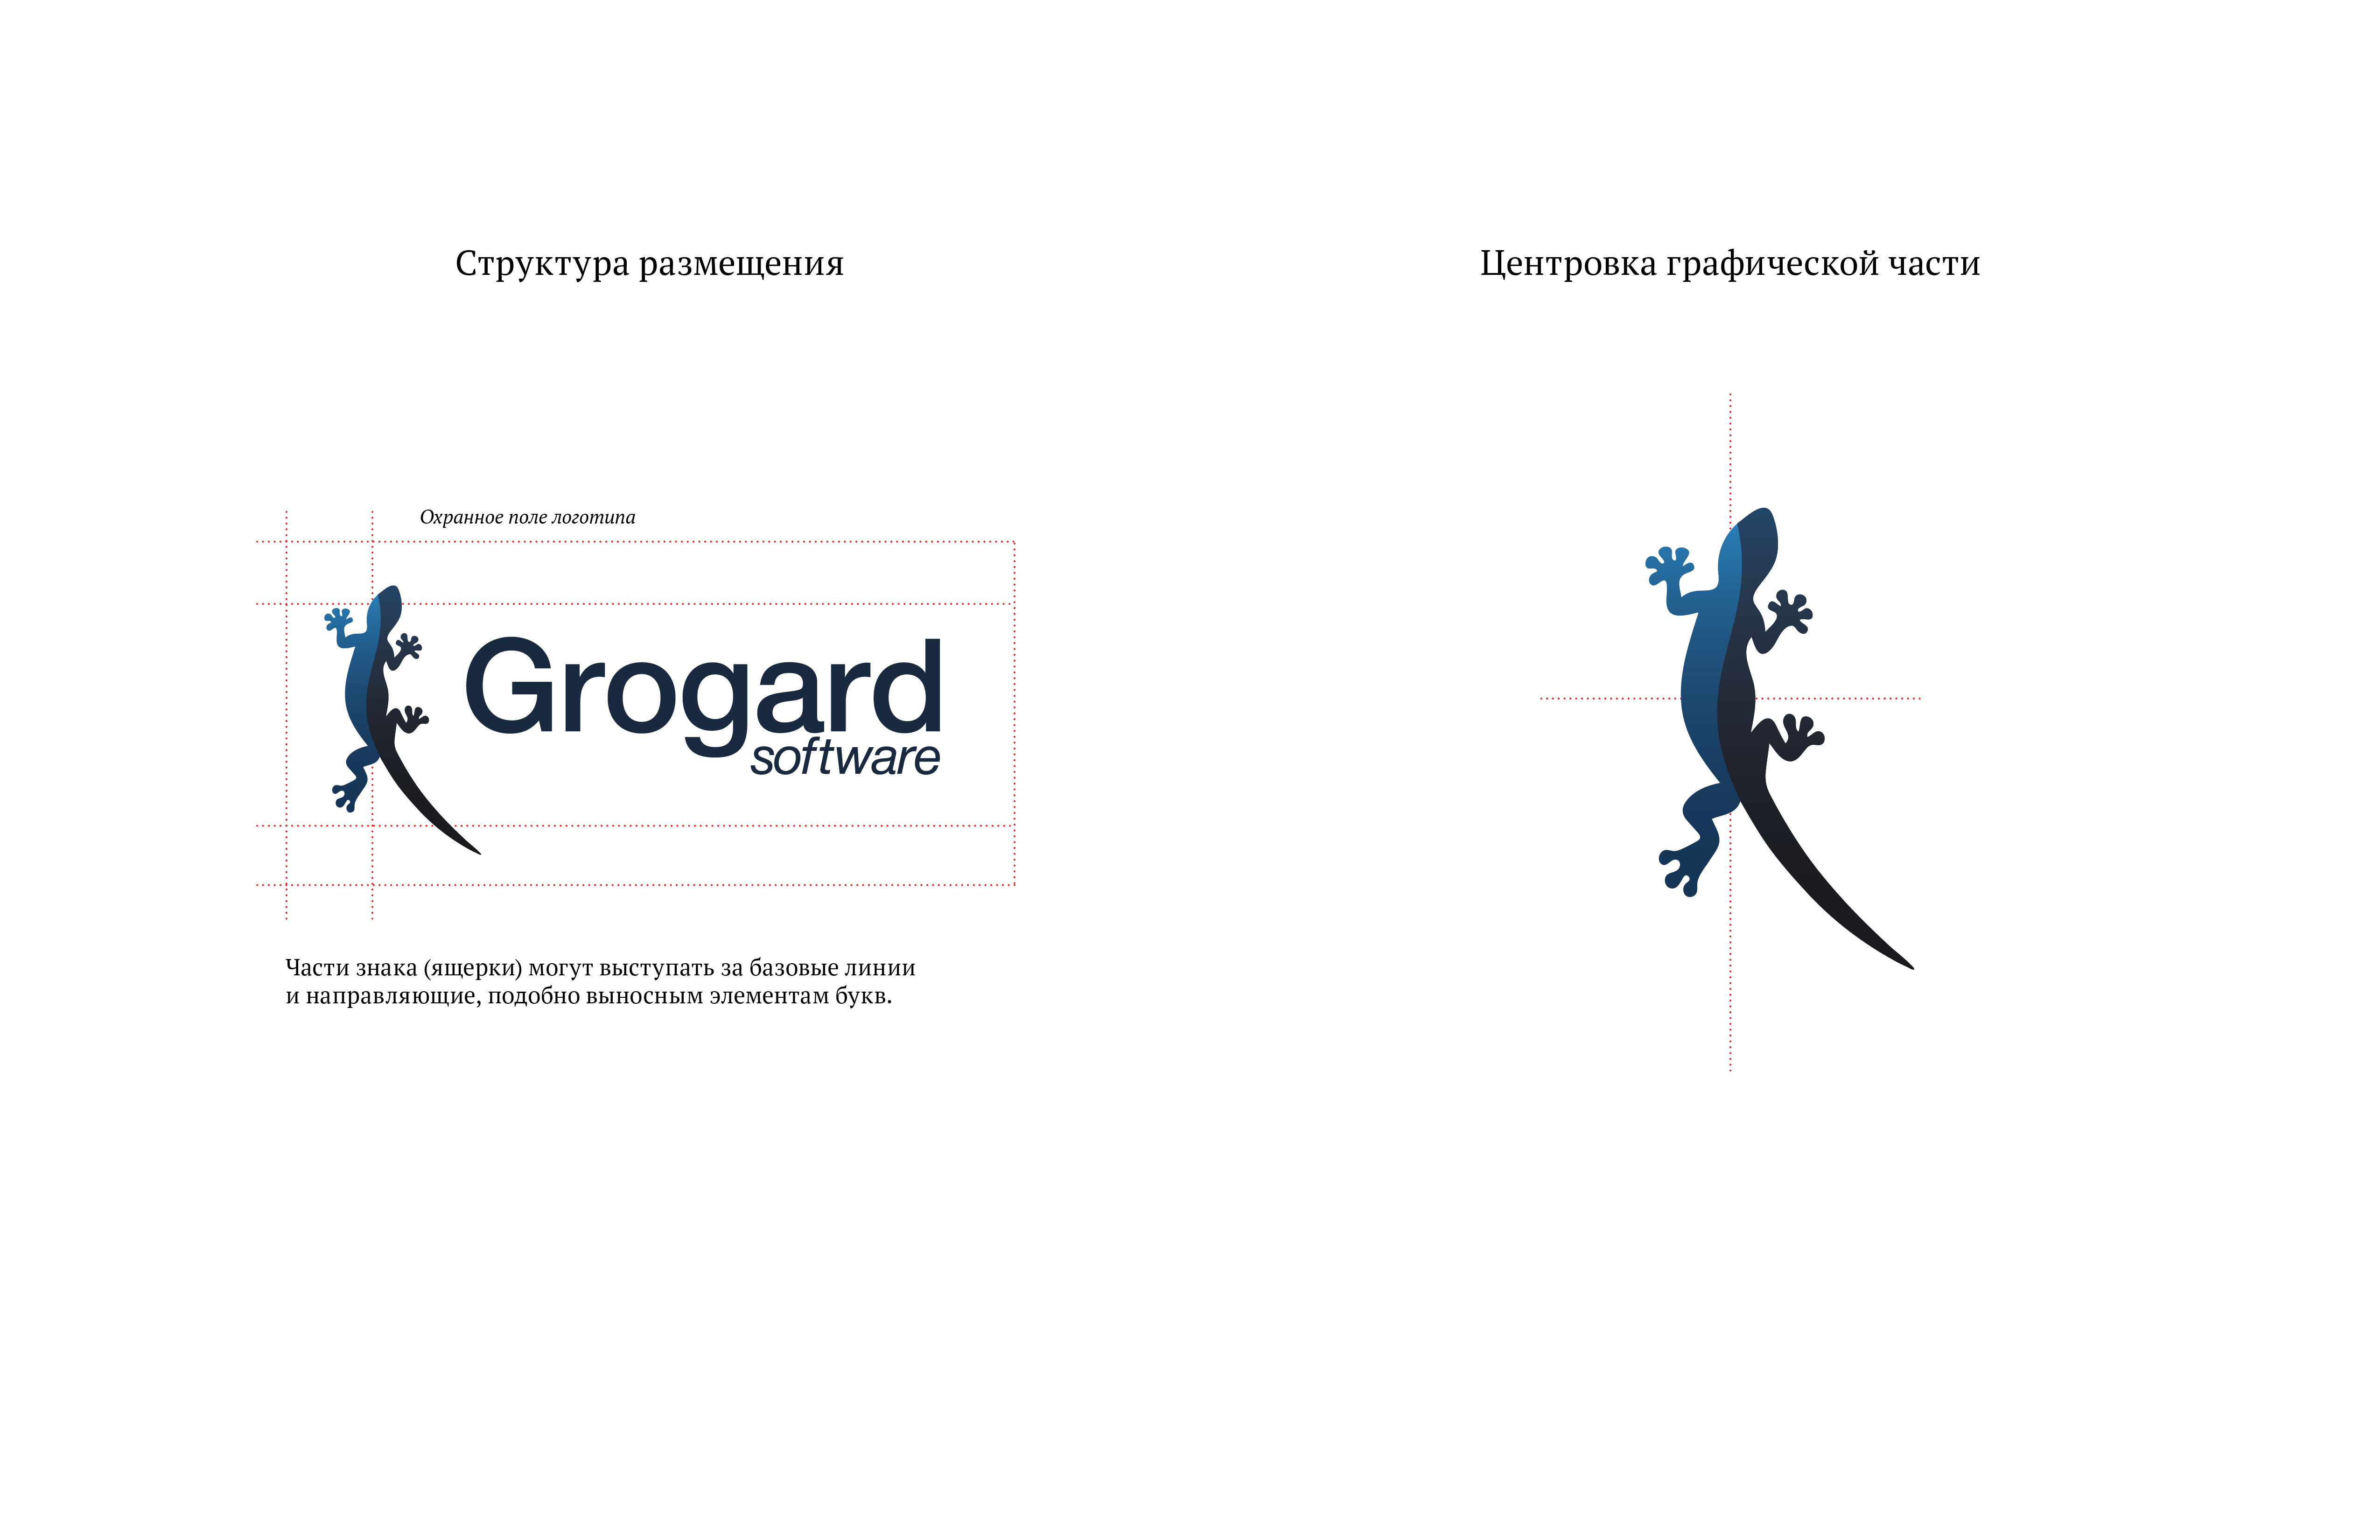 Структура размещения
Центровка графической части
Охранное поле логотипа
Grogard
software
Части знака (ящерки) могут выступать за базовые линии
и направляющие, подобно выносным элементам букв.